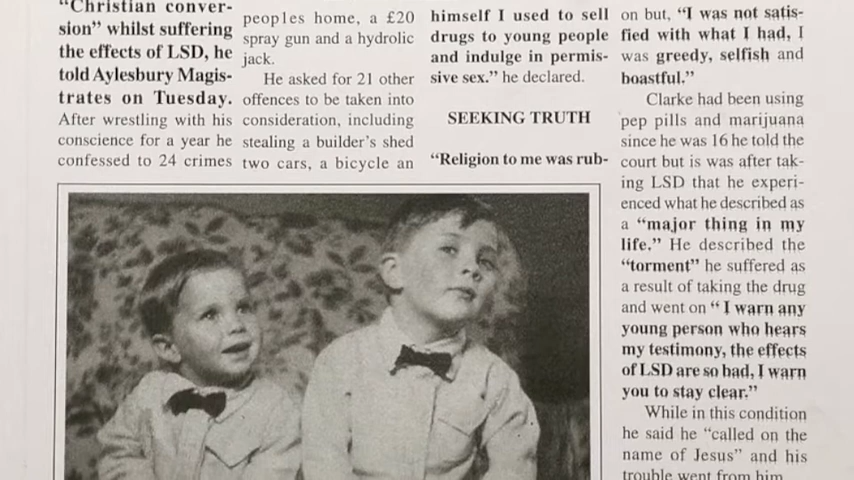 "Christian conver-
sion" whilst suffering
the effects of LSD, he
told Aylesbury Magis-
trates on Tuesday.
After wrestling with his
conscience for a year he
confessed to 24 crimes
peoples home, a £20
spray gun and a hydrolic
jack.
He asked for 21 other
offences to be taken into
consideration, including
stealing a builder's shed
two cars, a bicycle an
himself I used to sell
drugs to young people
and indulge in permis-
sive sex." he declared.
SEEKING TRUTH
"Religion to me was rub-
on but, "I was not satis-
fied with what I had, I
was greedy, selfish and
boastful."
Clarke had been using
pep pills and marijuana
since he was 16 he told the
court but is was after tak-
ing LSD that he experi-
enced what he described as
a "major thing in my
life." He described the
"torment" he suffered as
a result of taking the drug
and went on " I warn any
young person who hears
my testimony, the effects
of LSD are so bad, I warn
you to stay clear."
While in this condition
he said he "called on the
name of Jesus" and his
trouble went from him